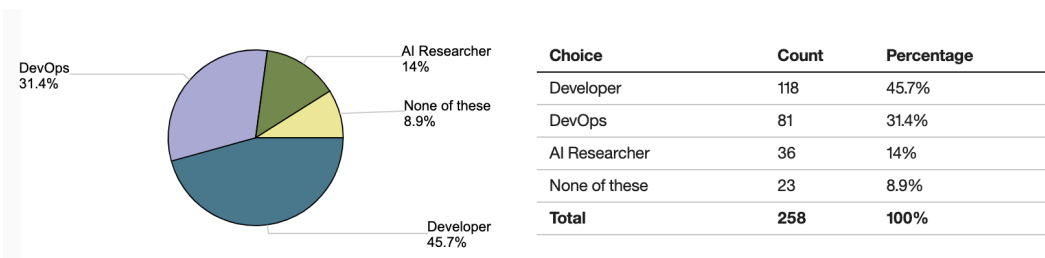 DevOps
31.4%
AI Researcher
14%
None of these
8.9%
Developer
45.7%
Choice Count Percentage
Developer 118 45.7%
DevOps 81 31.4%
AI Researcher 36 14%
None of these 23 8.9%
Total 258 100%